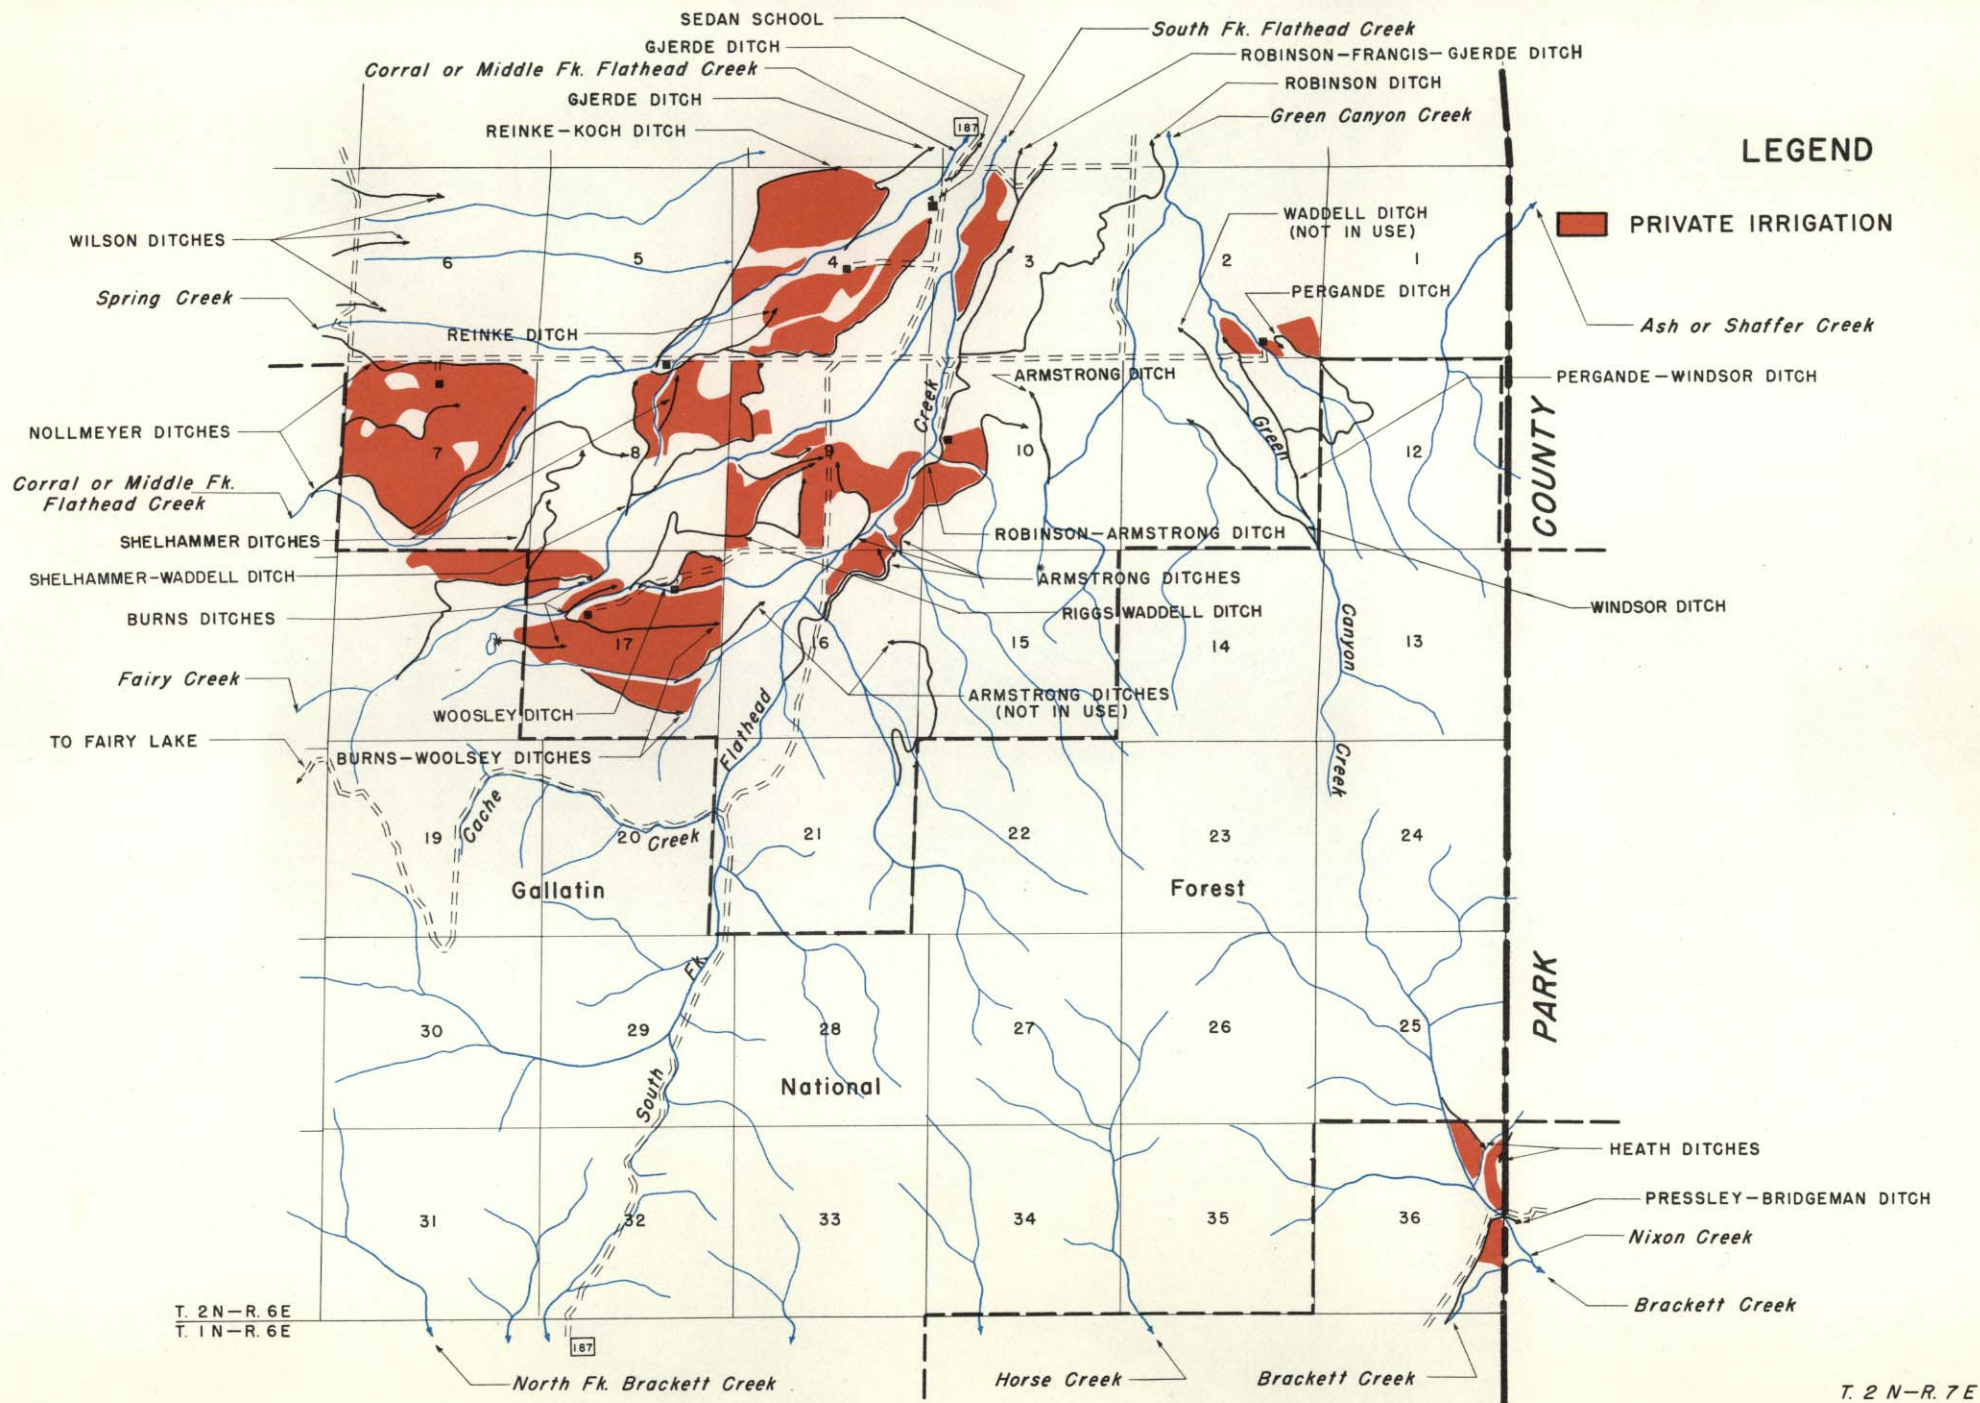 SEDAN SCHOOL
South Fk. Flathead Creek
GJERDE DITCH
ROBINSON-FRANCIS-GJERDE DITCH
Corral or Middle Fk. Flathead Creek
ROBINSON DITCH
GJERDE DITCH
Green Canyon Creek
REINKE-KOCH DITCH
187
LEGEND
PRIVATE IRRIGATION
WADDELL DITCH
(NOT IN USE)
WILSON DITCHES
6
5
4
3
2
1
Spring Creek
PERGANDE DITCH
Ash or Shaffer Creek
REINKE DITCH
ARMSTRONG DITCH
PERGANDE-WINDSOR DITCH
NOLLMEYER DITCHES
Creek
Green
COUNTY
7
8
9
10
12
Corral or Middle Fk.
Flathead Creek
SHELHAMMER DITCHES
ROBINSON-ARMSTRONG DITCH
SHELHAMMER-WADDELL DITCH
ARMSTRONG DITCHES
BURNS DITCHES
RIGGS WADDELL DITCH
WINDSOR DITCH
17
16
15
14
Canyon
13
Fairy Creek
ARMSTRONG DITCHES
(NOT IN USE)
WOOSLEY DITCH
Flathead
TO FAIRY LAKE
BURNS-WOOLSEY DITCHES
Creek
19
Cache
20
Creek
21
22
23
24
Gallatin
Forest
Fk.
PARK
30
29
28
27
26
25
National
South
HEATH DITCHES
PRESSLEY-BRIDGEMAN DITCH
31
32
33
34
35
36
Nixon Creek
Brackett Creek
T. 2N-R. 6E
T. 1N-R. 6E
187
North Fk. Brackett Creek
Horse Creek
Brackett Creek
T. 2 N-R. 7 E